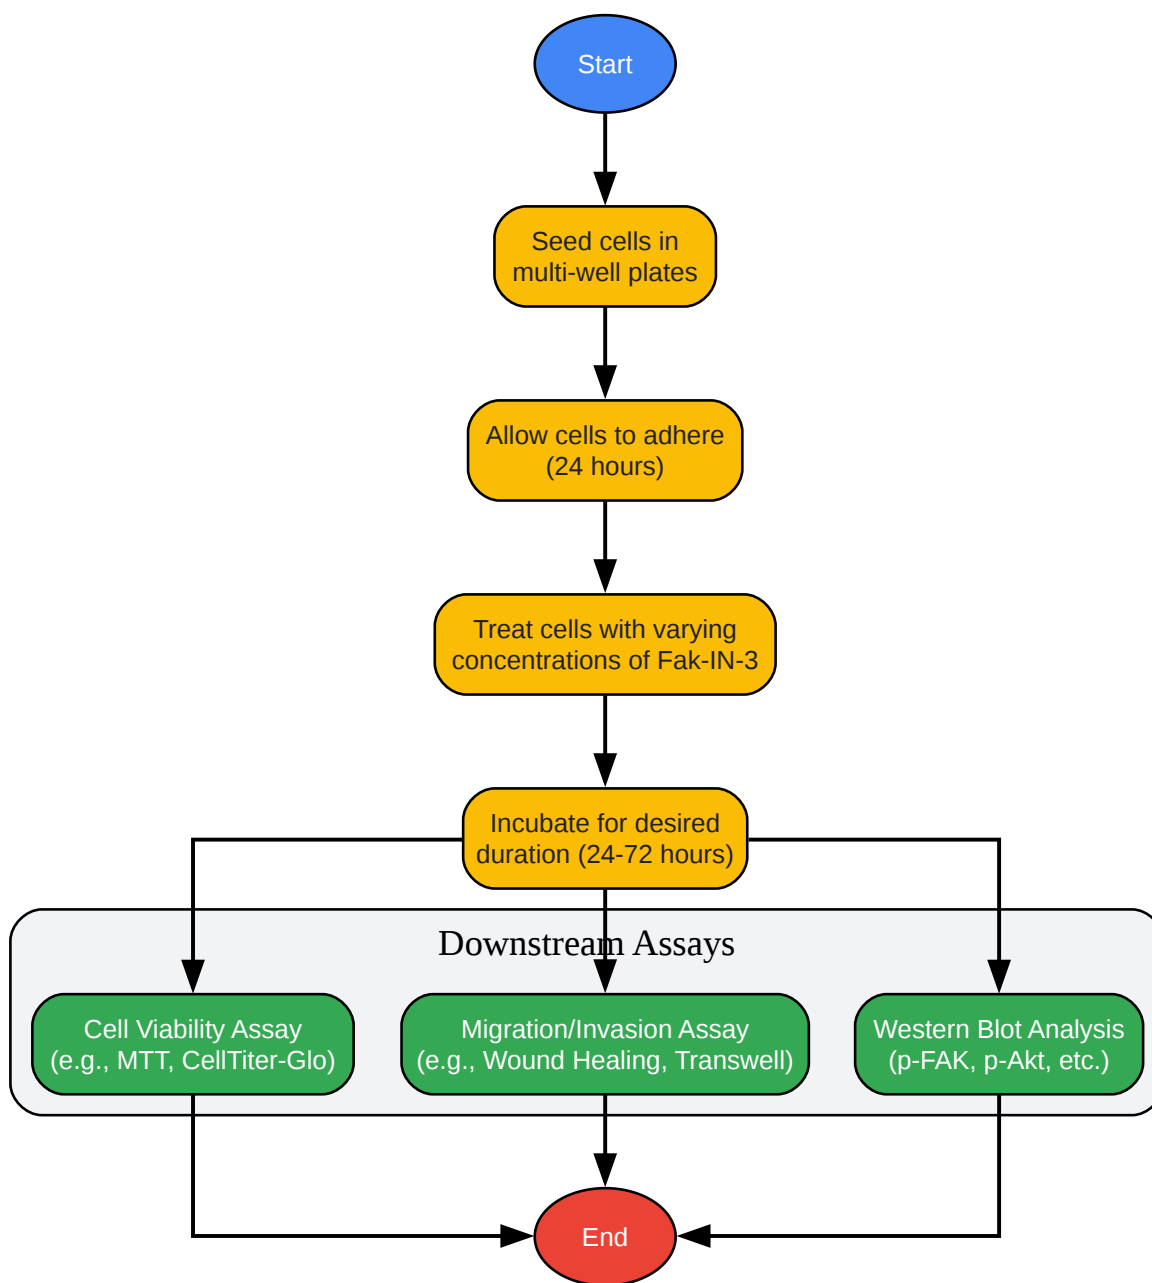 Start
Seed cells in
multi-well plates
Allow cells to adhere
(24 hours)
Treat cells with varying
concentrations of Fak-IN-3
Incubate for desired
duration (24-72 hours)
Downstream Assays
Cell Viability Assay
(e.g., MTT, CellTiter-Glo)
Migration/Invasion Assay
(e.g., Wound Healing, Transwell)
Western Blot Analysis
(p-FAK, p-Akt, etc.)
End